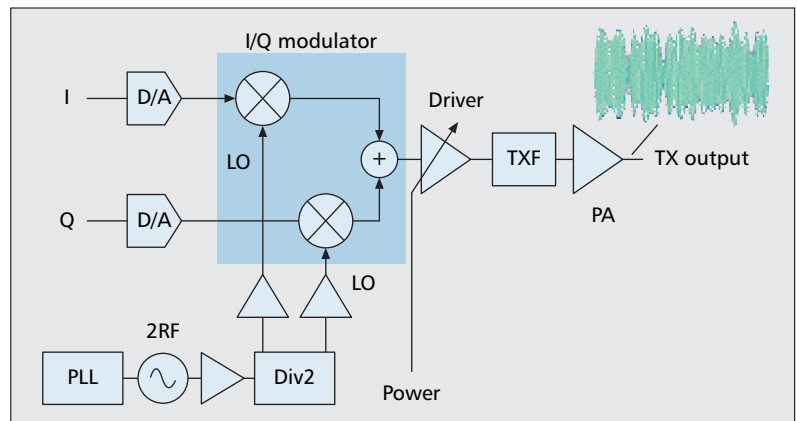 I/Q modulator
I
D/A
Driver
LO
+
TXF
TX output
Q
D/A
PA
LO
2RF
PLL
Div2
Power